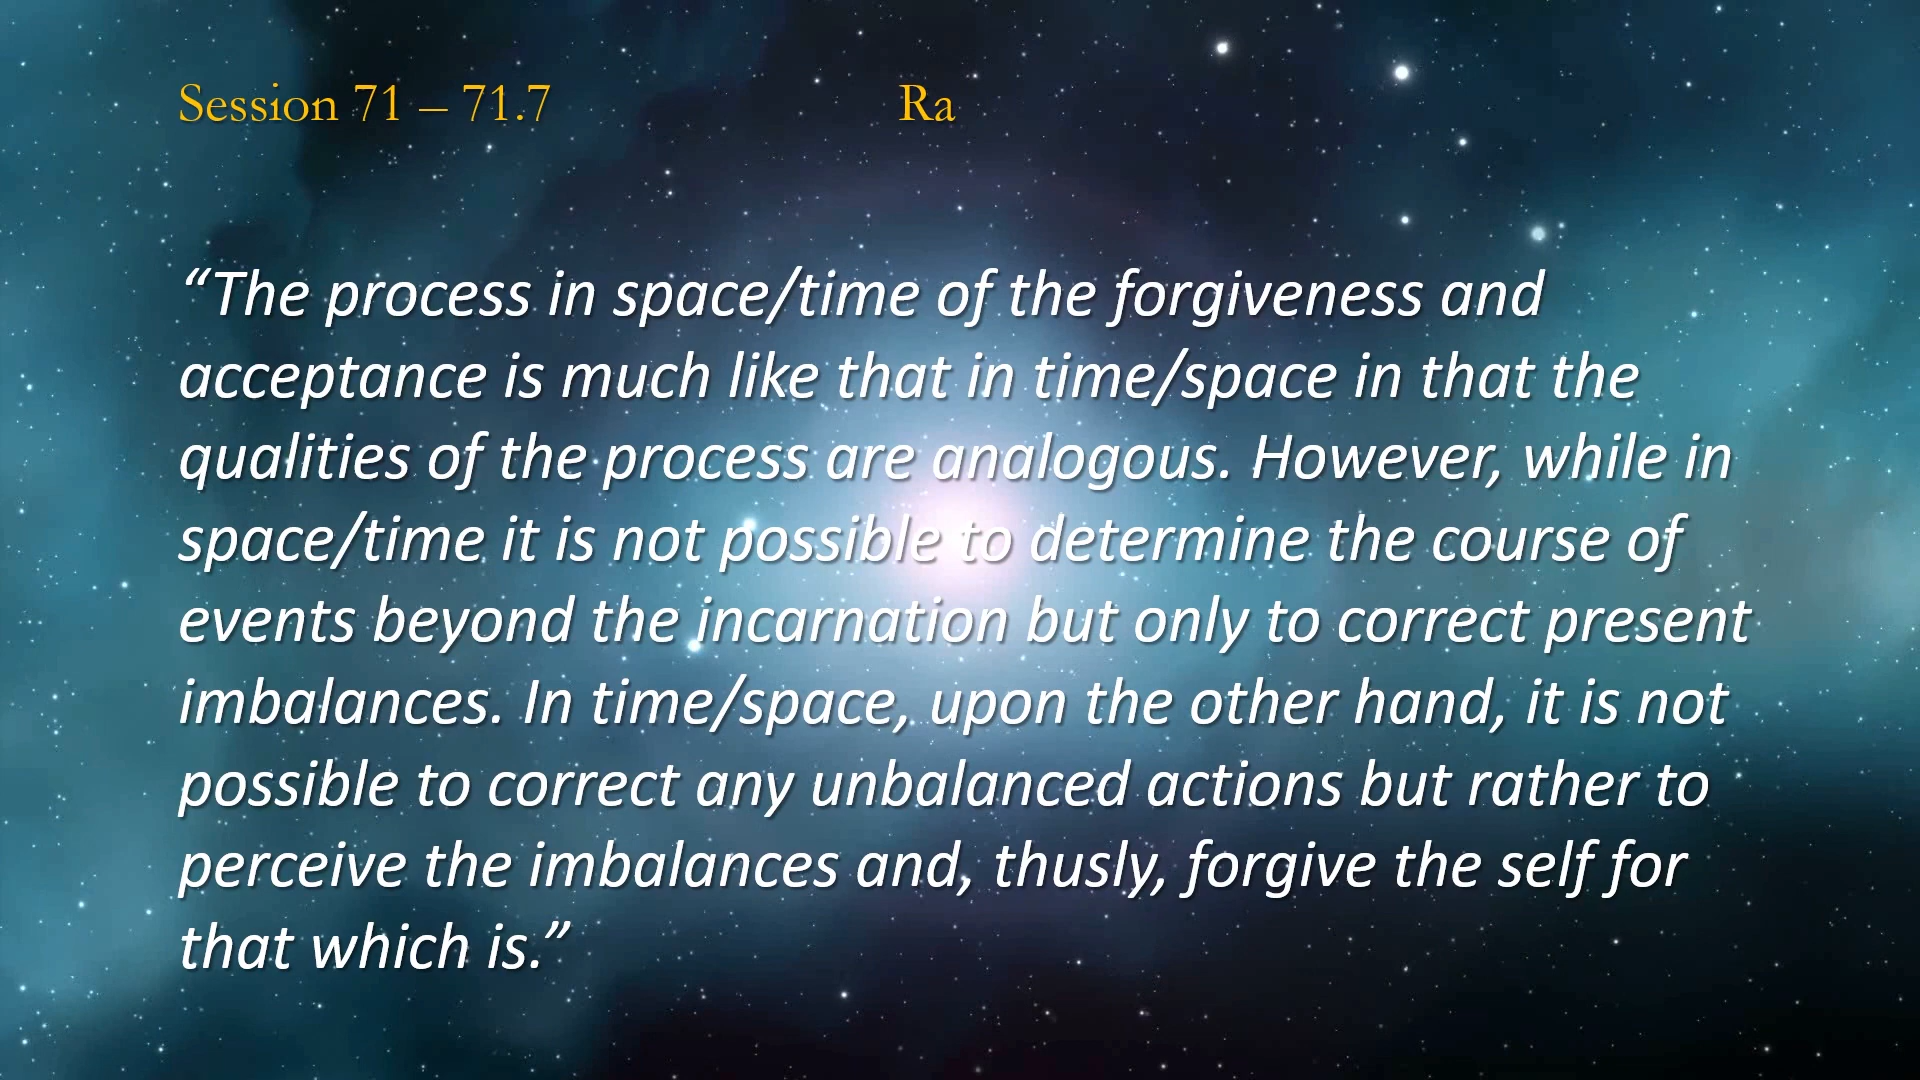 Session 71 – 71.7 Ra
“The process in space/time of the forgiveness and
acceptance is much like that in time/space in that the
qualities of the process are analogous. However, while in
space/time it is not possible to determine the course of
events beyond the incarnation but only to correct present
imbalances. In time/space, upon the other hand, it is not
possible to correct any unbalanced actions but rather to
perceive the imbalances and, thusly, forgive the self for
that which is.”